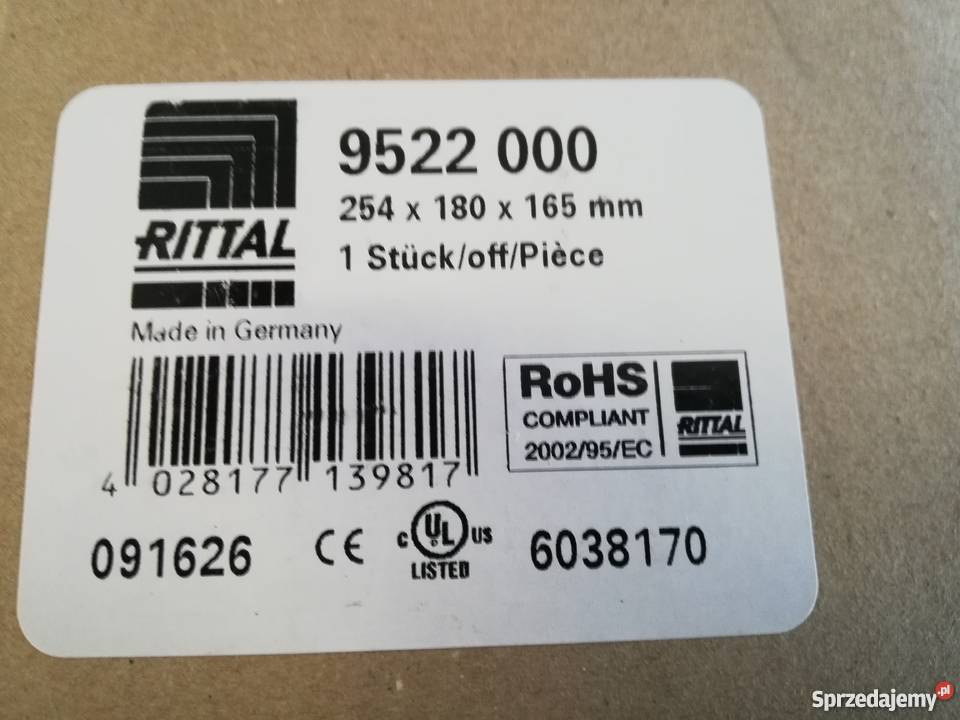 9522 000
254 x 180 x 165 mm
1 Stück/off/Pièce
RITTAL
Made in Germany
4 028177 139817
RoHS
COMPLIANT
2002/95/EC
RITTAL
091626
CE
C UL US
LISTED
6038170
Sprzedajemy.pl